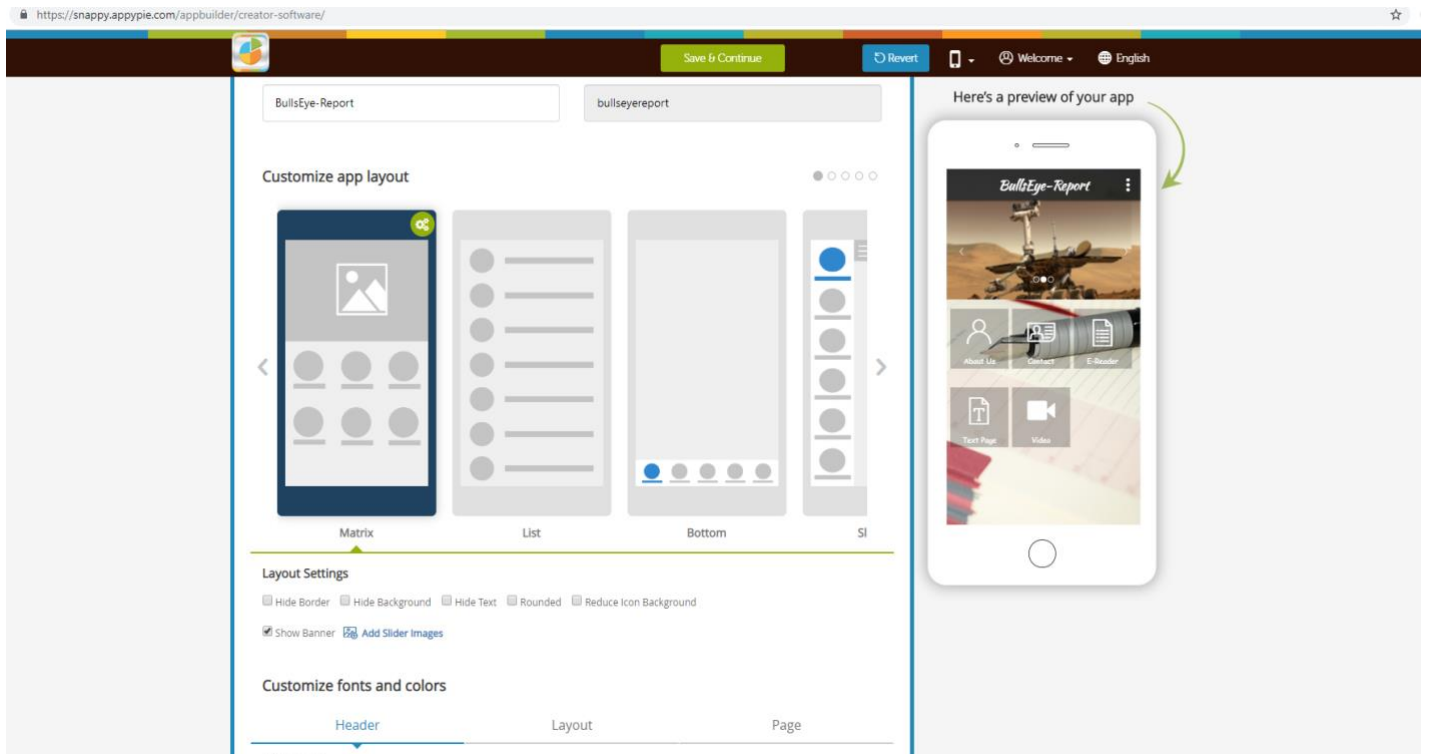 https://snappy.appypie.com/appbuilder/creator-software/
Save & Continue
Revert
Welcome
English
BullsEye-Report
bullseyereport
Here's a preview of your app
Customize app layout
BullsEye-Report
About Us
Contact
E-Reader
Text Page
Video
Matrix
List
Bottom
Sl
Layout Settings
Hide Border
Hide Background
Hide Text
Rounded
Reduce Icon Background
Show Banner
Add Slider Images
Customize fonts and colors
Header
Layout
Page